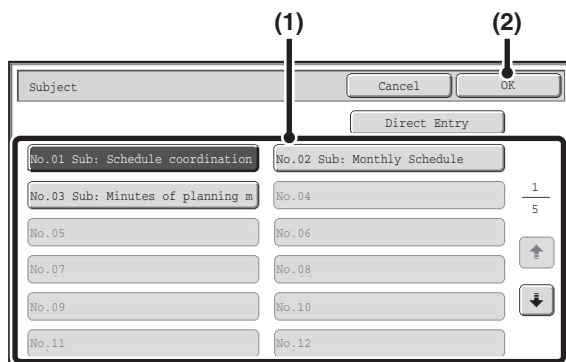 (1) (2)
Subject Cancel OK
Direct Entry
No.01 Sub: Schedule coordination No.02 Sub: Monthly Schedule
No.03 Sub: Minutes of planning m No.04
1
5
No.05 No.06
No.07 No.08
No.09 No.10
No.11 No.12